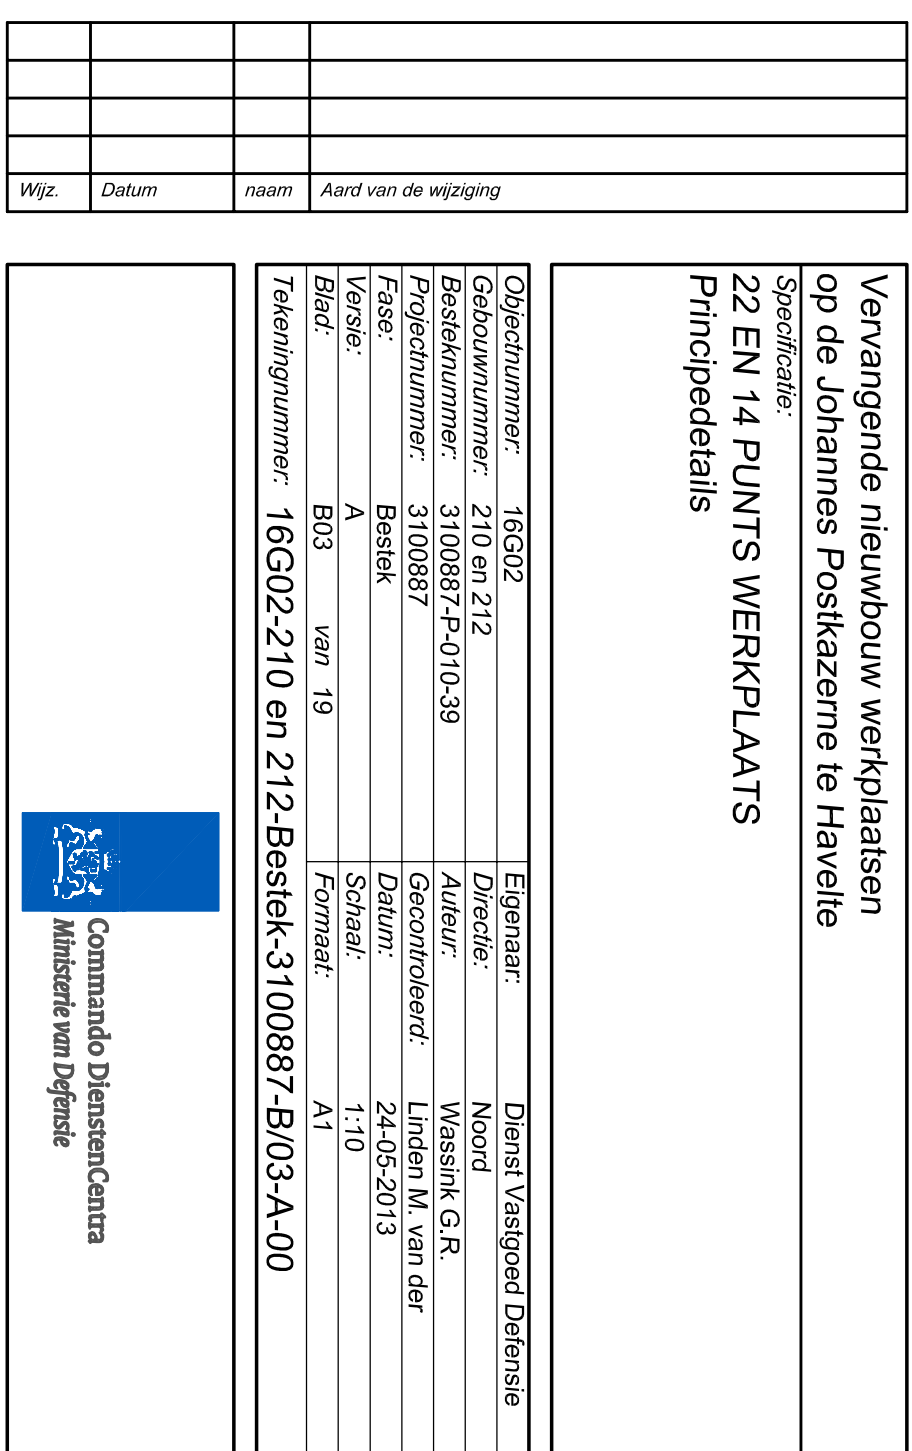 Wijz. Datum naam Aard van de wijziging
Vervangende nieuwbouw werkplaatsen
op de Johannes Postkazerne te Havelte
Specificatie:
22 EN 14 PUNTS WERKPLAATS
Principedetails
Objectnummer: 16G02 Eigenaar: Dienst Vastgoed Defensie
Gebouwnummer: 210 en 212 Directie: Noord
Besteknummer: 3100887-P-010-39 Auteur: Wassink G.R.
Projectnummer: 3100887 Gecontroleerd: Linden M. van der
Fase: Bestek Datum: 24-05-2013
Versie: A Schaal: 1:10
Blad: B03 van 19 Formaat: A1
Tekeningnummer: 16G02-210 en 212-Bestek-3100887-B/03-A-00
Commando DienstenCentra
Ministerie van Defensie